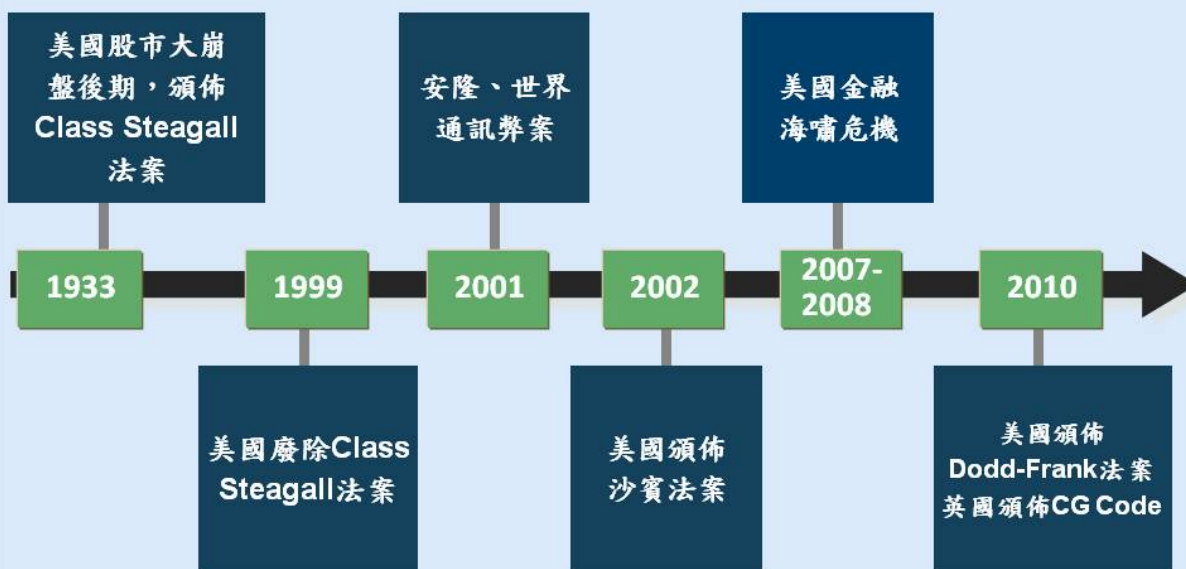 美國股市大崩
盤後期，頒佈
Class Steagall
法案
安隆、世界
通訊弊案
美國金融
海嘯危機
1933
1999
2001
2002
2007-
2008
2010
美國廢除Class
Steagall法案
美國頒佈
沙賓法案
美國頒佈
Dodd-Frank法案
英國頒佈CG Code